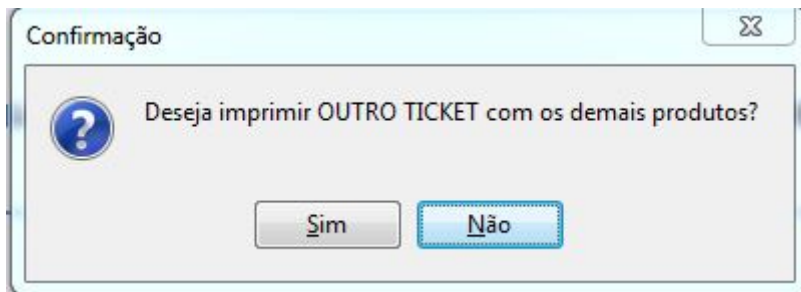 Confirmação
Deseja imprimir OUTRO TICKET com os demais produtos?
Sim
Não